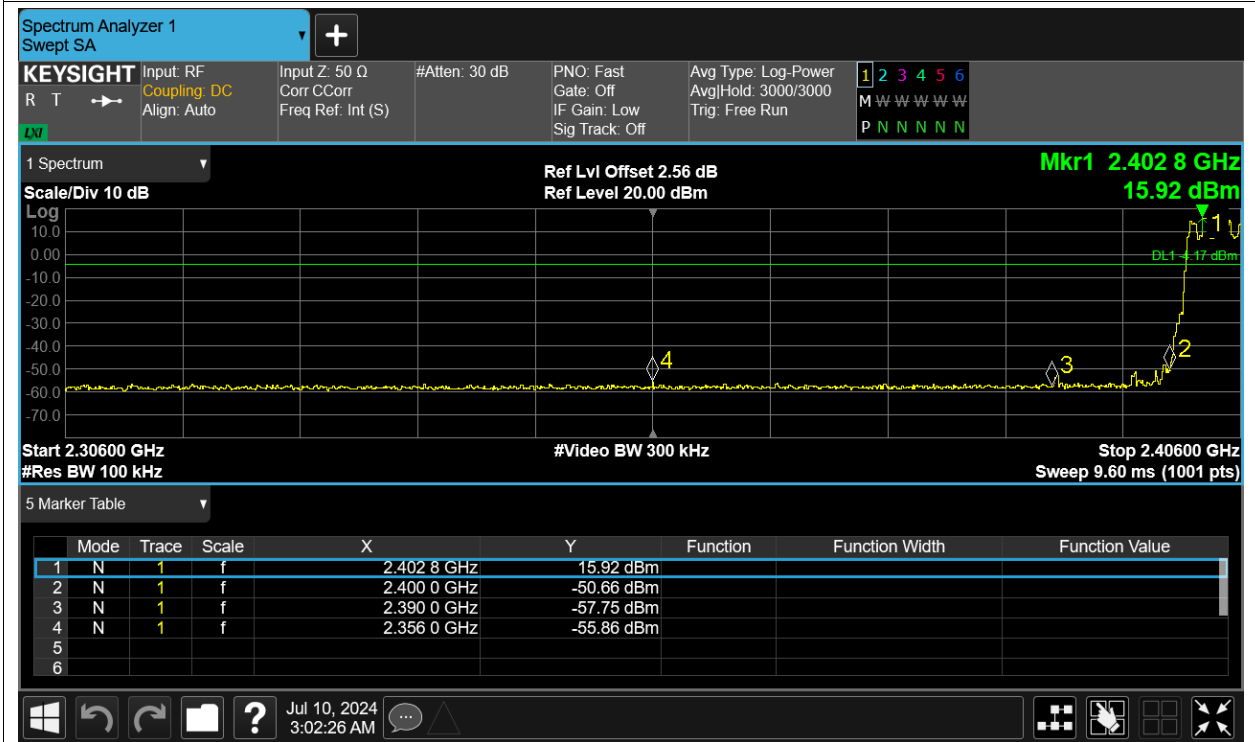 Spectrum Analyzer 1
Swept SA
KEYSIGHT
R T
LXI
Input: RF
Coupling: DC
Align: Auto
Input Z: 50 Ω
Corr CCorr
Freq Ref: Int (S)
#Atten: 30 dB
PNO: Fast
Gate: Off
IF Gain: Low
Sig Track: Off
Avg Type: Log-Power
Avg|Hold: 3000/3000
Trig: Free Run
1 2 3 4 5 6
M W W W W W
P N N N N N
1 Spectrum
Scale/Div 10 dB
Ref Lvl Offset 2.56 dB
Ref Level 20.00 dBm
Mkr1 2.402 8 GHz
15.92 dBm
Log
10.0
0.00
-10.0
-20.0
-30.0
-40.0
-50.0
-60.0
-70.0
1
DL1 -4.17 dBm
2
3
4
Start 2.30600 GHz
#Res BW 100 kHz
#Video BW 300 kHz
Stop 2.40600 GHz
Sweep 9.60 ms (1001 pts)
5 Marker Table
Mode Trace Scale X Y Function Function Width Function Value
1 N 1 f 2.402 8 GHz 15.92 dBm
2 N 1 f 2.400 0 GHz -50.66 dBm
3 N 1 f 2.390 0 GHz -57.75 dBm
4 N 1 f 2.356 0 GHz -55.86 dBm
5
6
?
Jul 10, 2024
3:02:26 AM